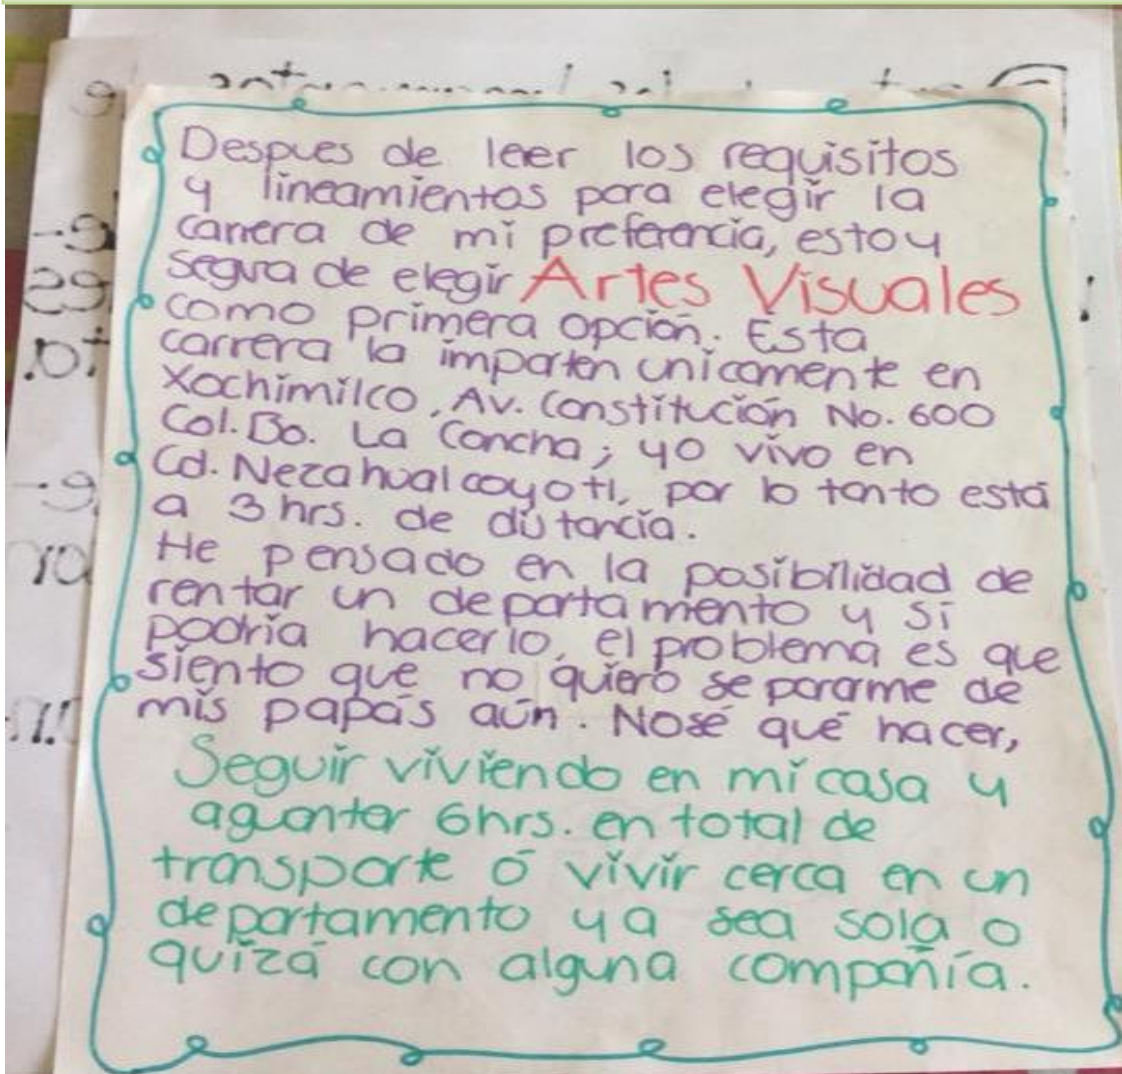 Despues de leer los requisitos
y lineamientos para elegir la
carrera de mi preferencia, estoy
segura de elegir Artes Visuales
como primera opción. Esta
carrera la imparten unicamente en
Xochimilco, Av. Constitución No. 600
Col. Bo. La Concha; yo vivo en
Cd. Nezahualcoyotl, por lo tanto está
a 3 hrs. de distancia.
He pensado en la posibilidad de
rentar un departamento y si
podría hacerlo, el problema es que
siento que no quiero separarme de
mis papás aún. Nosé qué hacer,
Seguir viviendo en mi casa y
aguantar 6hrs. en total de
transporte ó vivir cerca en un
departamento ya sea sola o
quizá con alguna compañía.